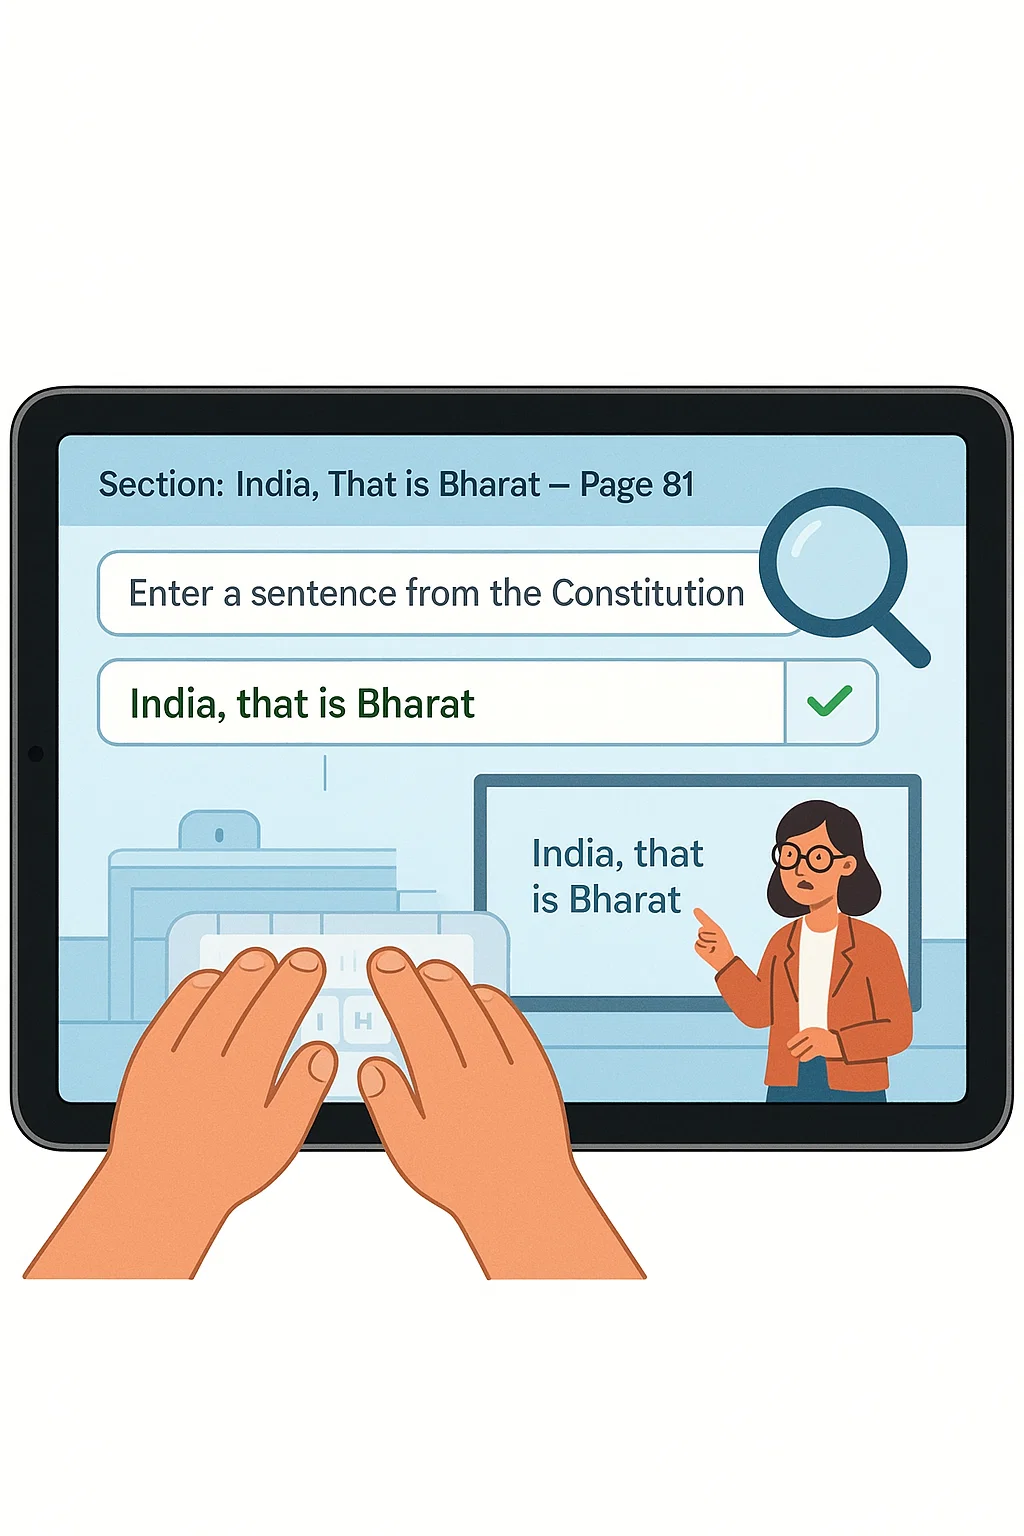 Section: India, That is Bharat – Page 81
Enter a sentence from the Constitution
India, that is Bharat
India, that
is Bharat
I H